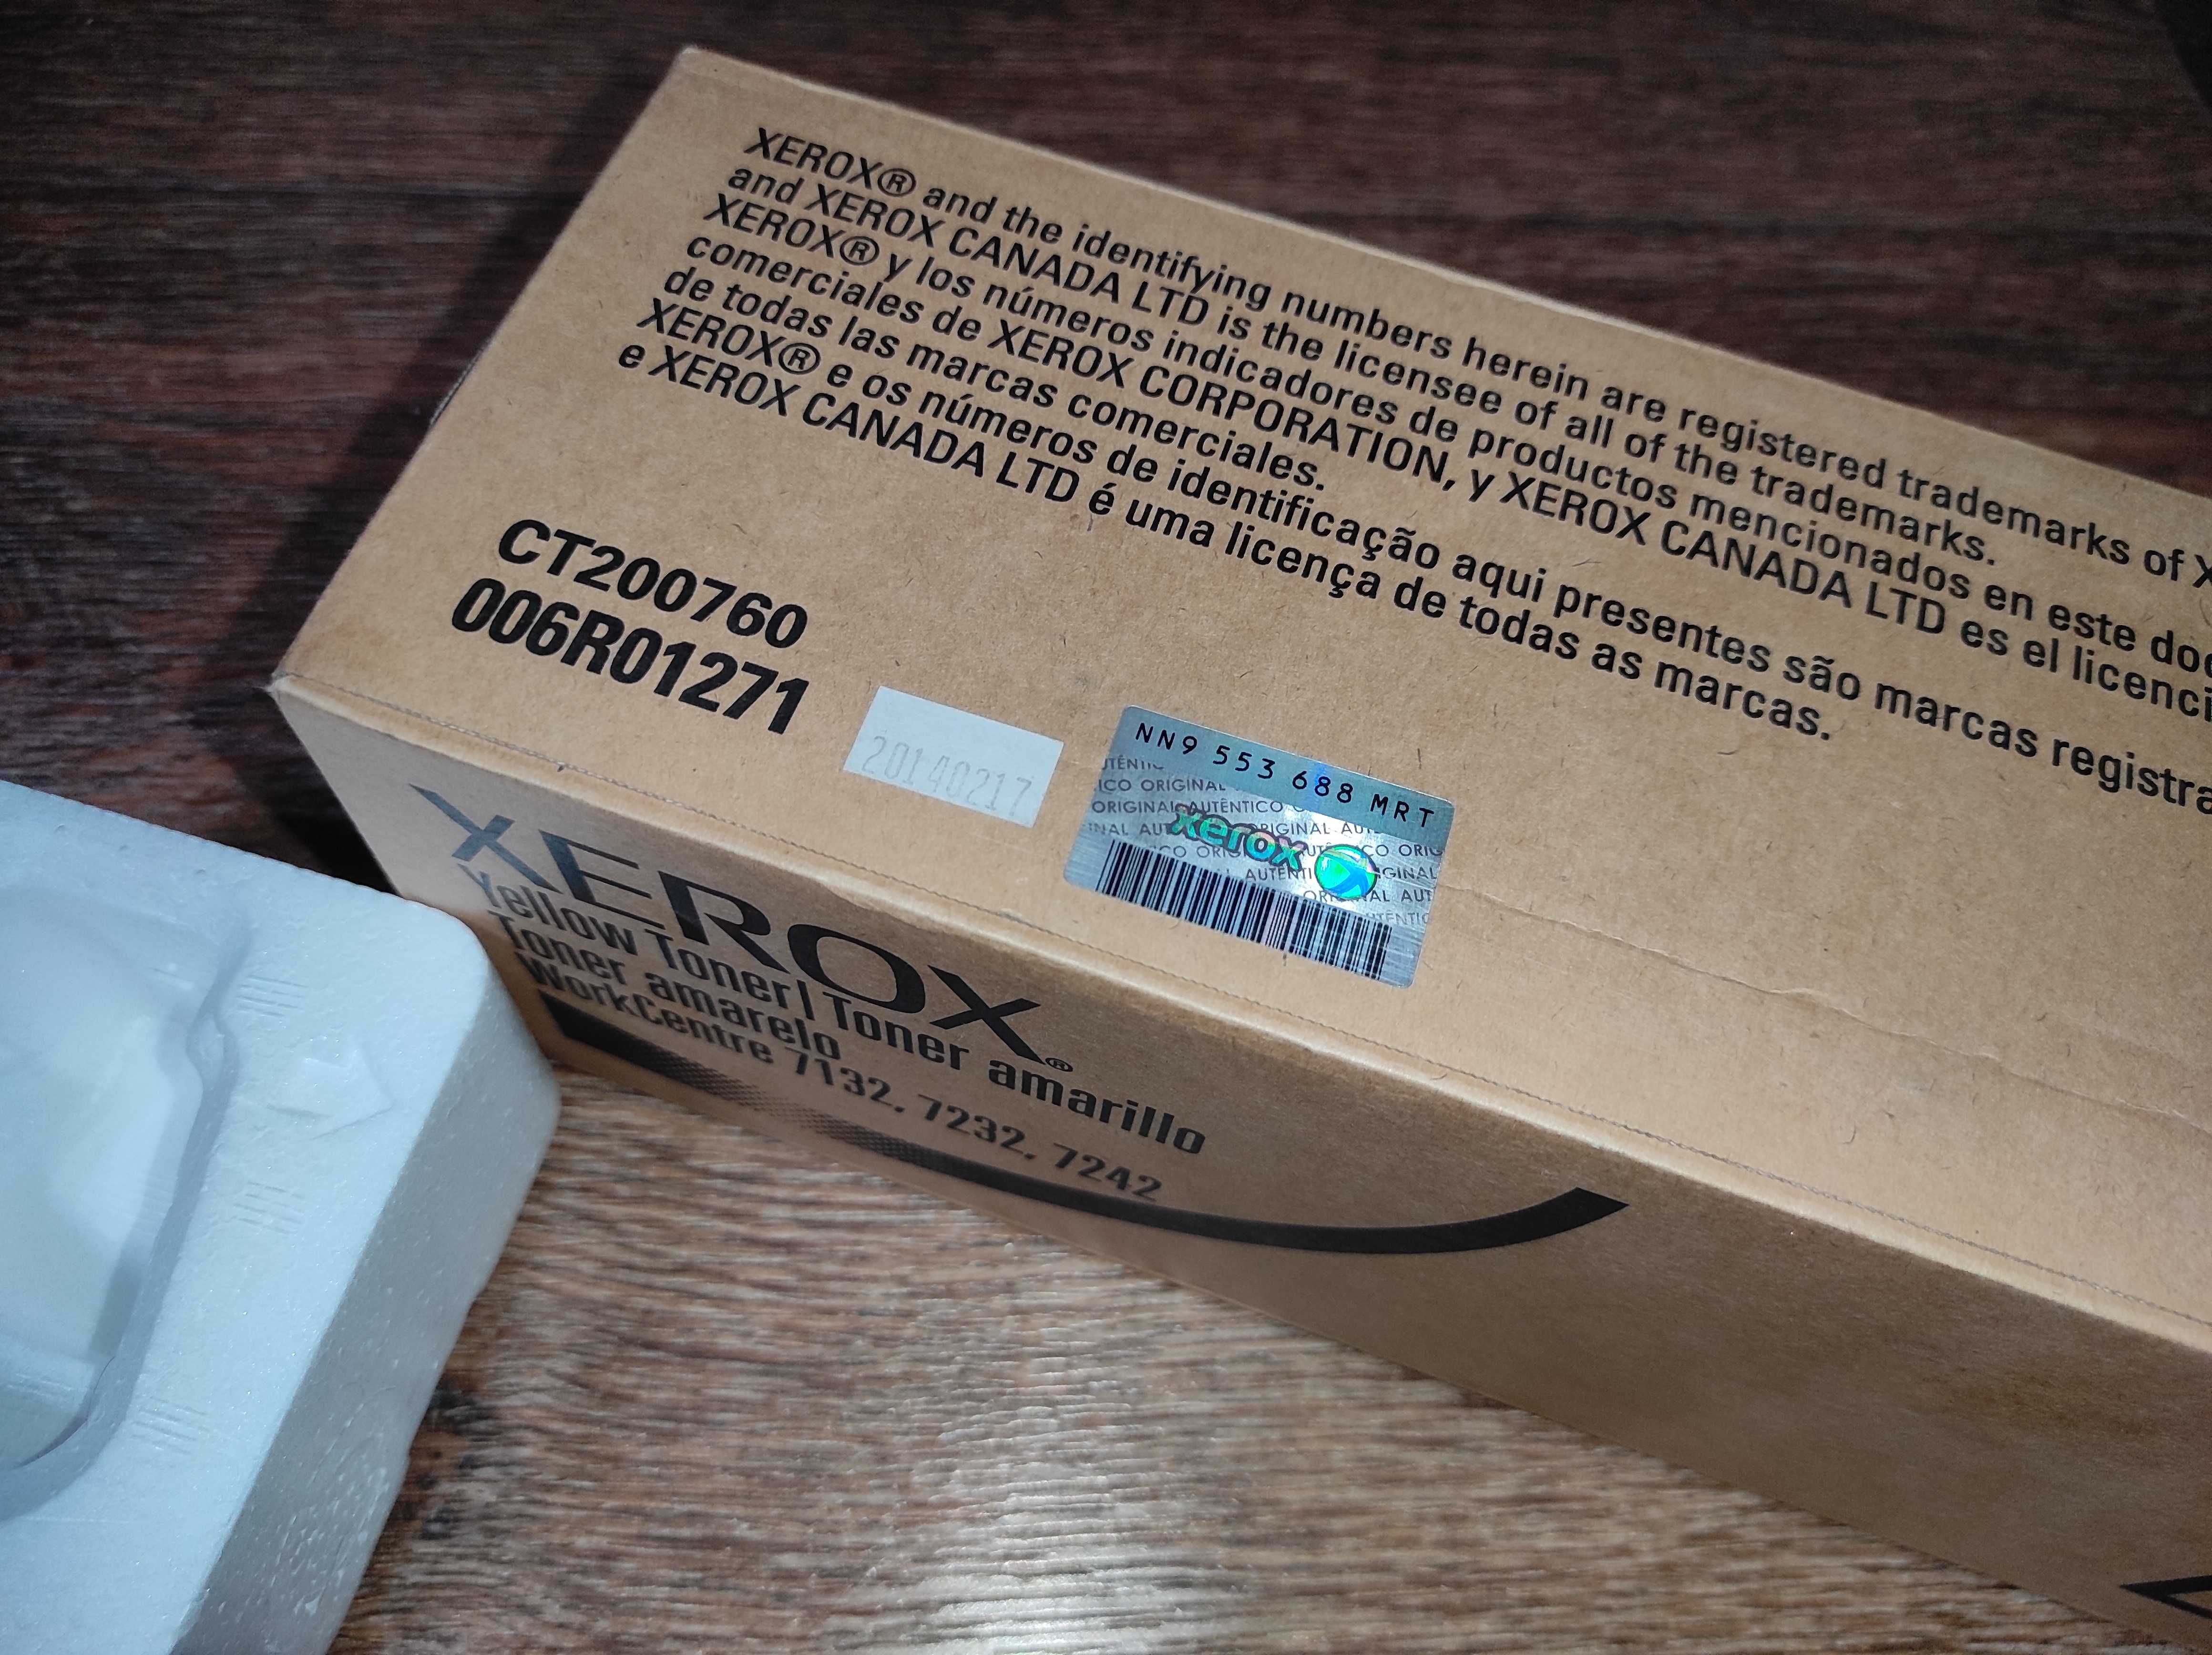 XEROX® and the identifying numbers herein are registered trademarks of
and XEROX CANADA LTD is the licensee of all of the trademarks.
XEROX® y los números indicadores de productos mencionados en este
comerciales de XEROX CORPORATION, y XEROX CANADA LTD es el
de todas las marcas comerciales.
XEROX® e os números de identificação aqui presentes são marcas
e XEROX CANADA LTD é uma licença de todas as marcas.
CT200760
006R01271
20140217
NN9 553 688 MRT
ICO ORIGINAL
ORIGINAL AUTÊNTICO
xerox
XEROX®
Yellow Toner | Toner amarillo
Toner amarelo
WorkCentre 7132, 7232, 7242